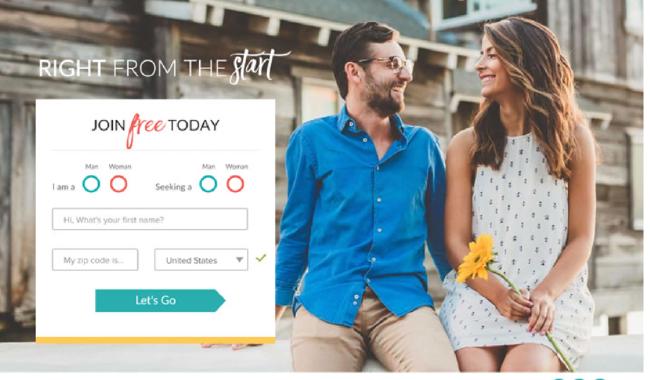 RIGHT FROM THE start
JOIN free TODAY
Man Woman Man Woman
I am a Seeking a
Hi, What's your first name?
My zip code is... United States
Let's Go